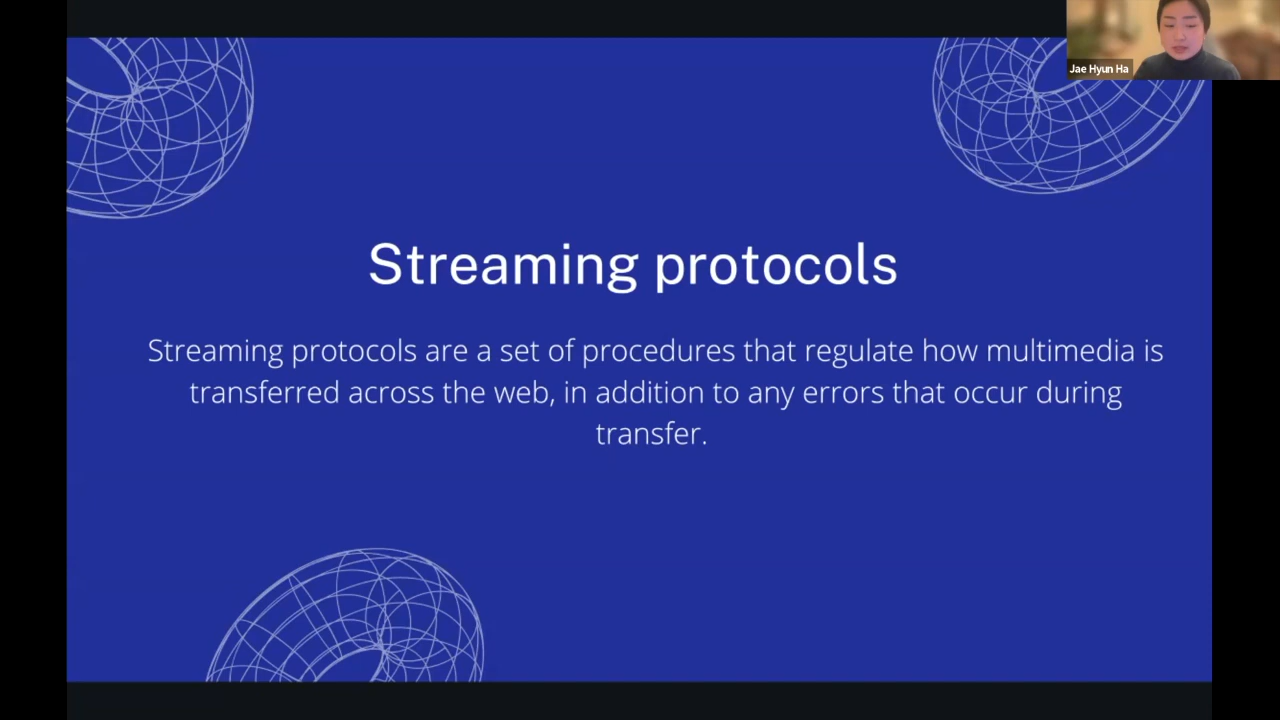 Jae Hyun Ha
Streaming protocols
Streaming protocols are a set of procedures that regulate how multimedia is
transferred across the web, in addition to any errors that occur during
transfer.